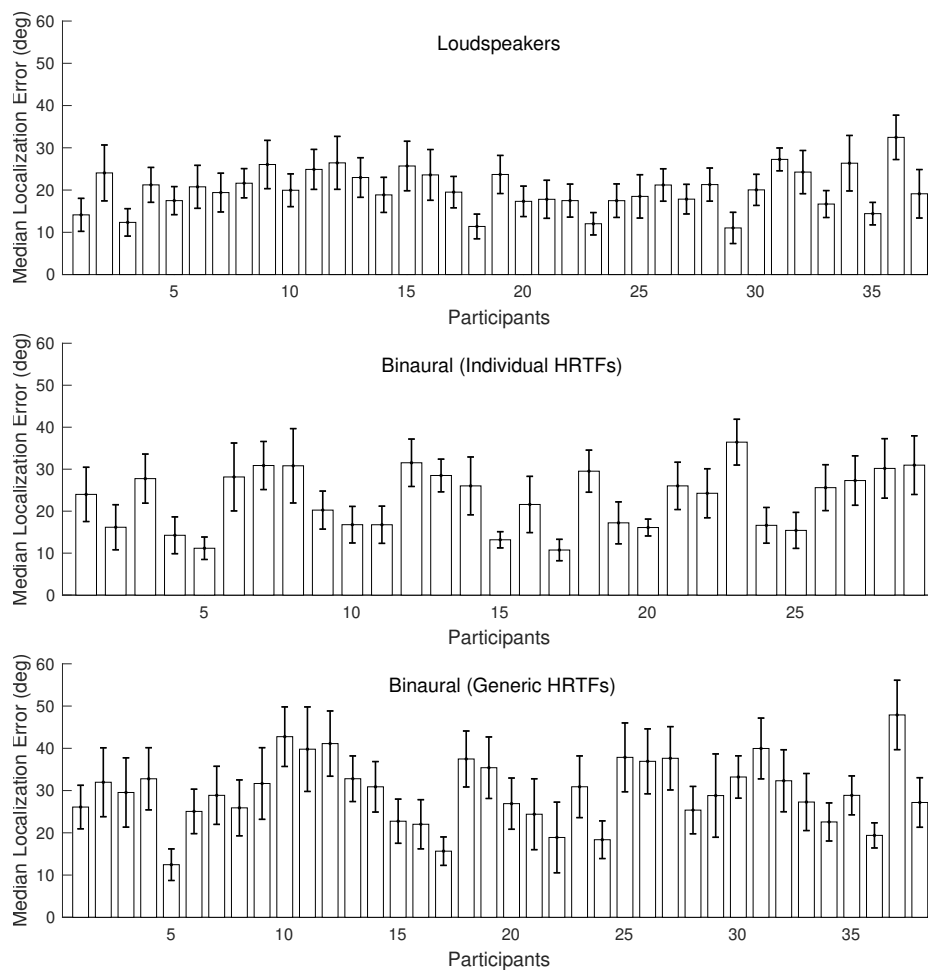 Loudspeakers
Median Localization Error (deg)
60
50
40
30
20
10
0
5 10 15 20 25 30 35
Participants
Binaural (Individual HRTFs)
Median Localization Error (deg)
60
50
40
30
20
10
0
5 10 15 20 25
Participants
Binaural (Generic HRTFs)
Median Localization Error (deg)
60
50
40
30
20
10
0
5 10 15 20 25 30 35
Participants